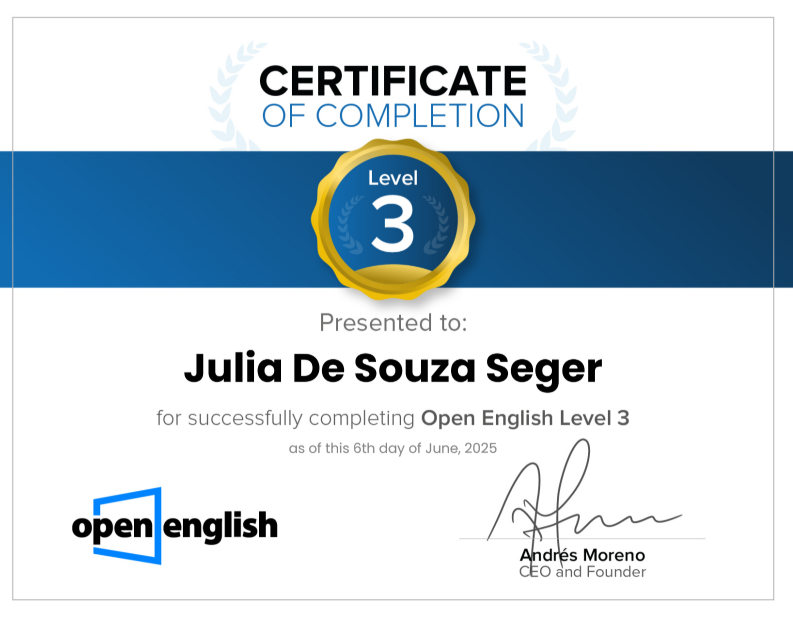 CERTIFICATE
OF COMPLETION
Level
3
Presented to:
Julia De Souza Seger
for successfully completing Open English Level 3
as of this 6th day of June, 2025
open english
Andrés Moreno
CEO and Founder